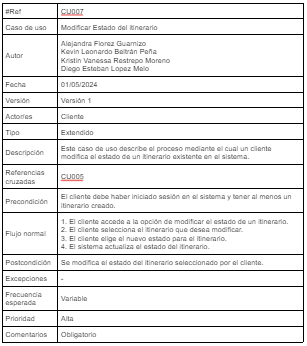 #Ref CU007
Caso de uso Modificar Estado del Itinerario
Autor
Alejandra Florez Guarnizo
Kevin Leonardo Beltrán Peña
Kristin Vanessa Restrepo Moreno
Diego Esteban Lopez Melo
Fecha 01/05/2024
Versión Versión 1
Actor/es Cliente
Tipo Extendido
Descripción
Este caso de uso describe el proceso mediante el cual un cliente
modifica el estado de un itinerario existente en el sistema.
Referencias
cruzadas
CU005
Precondición
El cliente debe haber iniciado sesión en el sistema y tener al menos un
itinerario creado.
Flujo normal
1. El cliente accede a la opción de modificar el estado de un itinerario.
2. El cliente selecciona el itinerario que desea modificar.
3. El cliente elige el nuevo estado para el itinerario.
4. El sistema actualiza el estado del itinerario.
Postcondición Se modifica el estado del itinerario seleccionado por el cliente.
Excepciones -
Frecuencia
esperada
Variable
Prioridad Alta
Comentarios Obligatorio